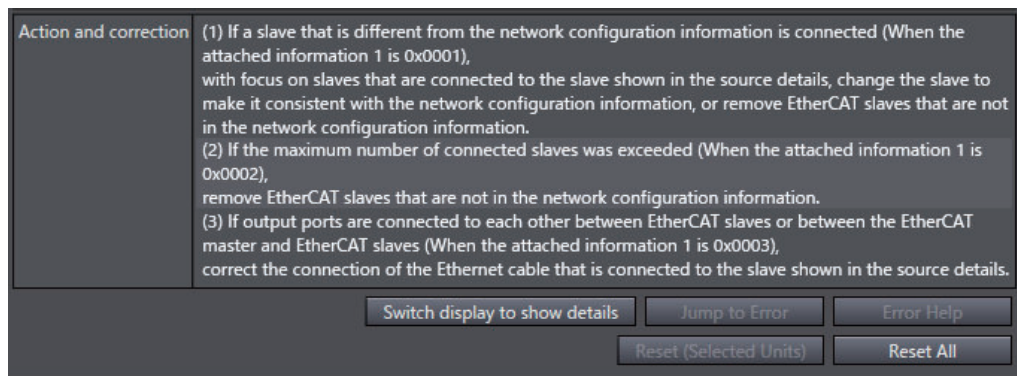 Action and correction
(1) If a slave that is different from the network configuration information is connected (When the
attached information 1 is 0x0001),
with focus on slaves that are connected to the slave shown in the source details, change the slave to
make it consistent with the network configuration information, or remove EtherCAT slaves that are not
in the network configuration information.
(2) If the maximum number of connected slaves was exceeded (When the attached information 1 is
0x0002),
remove EtherCAT slaves that are not in the network configuration information.
(3) If output ports are connected to each other between EtherCAT slaves or between the EtherCAT
master and EtherCAT slaves (When the attached information 1 is 0x0003),
correct the connection of the Ethernet cable that is connected to the slave shown in the source details.
Switch display to show details
Jump to Error
Error Help
Reset (Selected Units)
Reset All